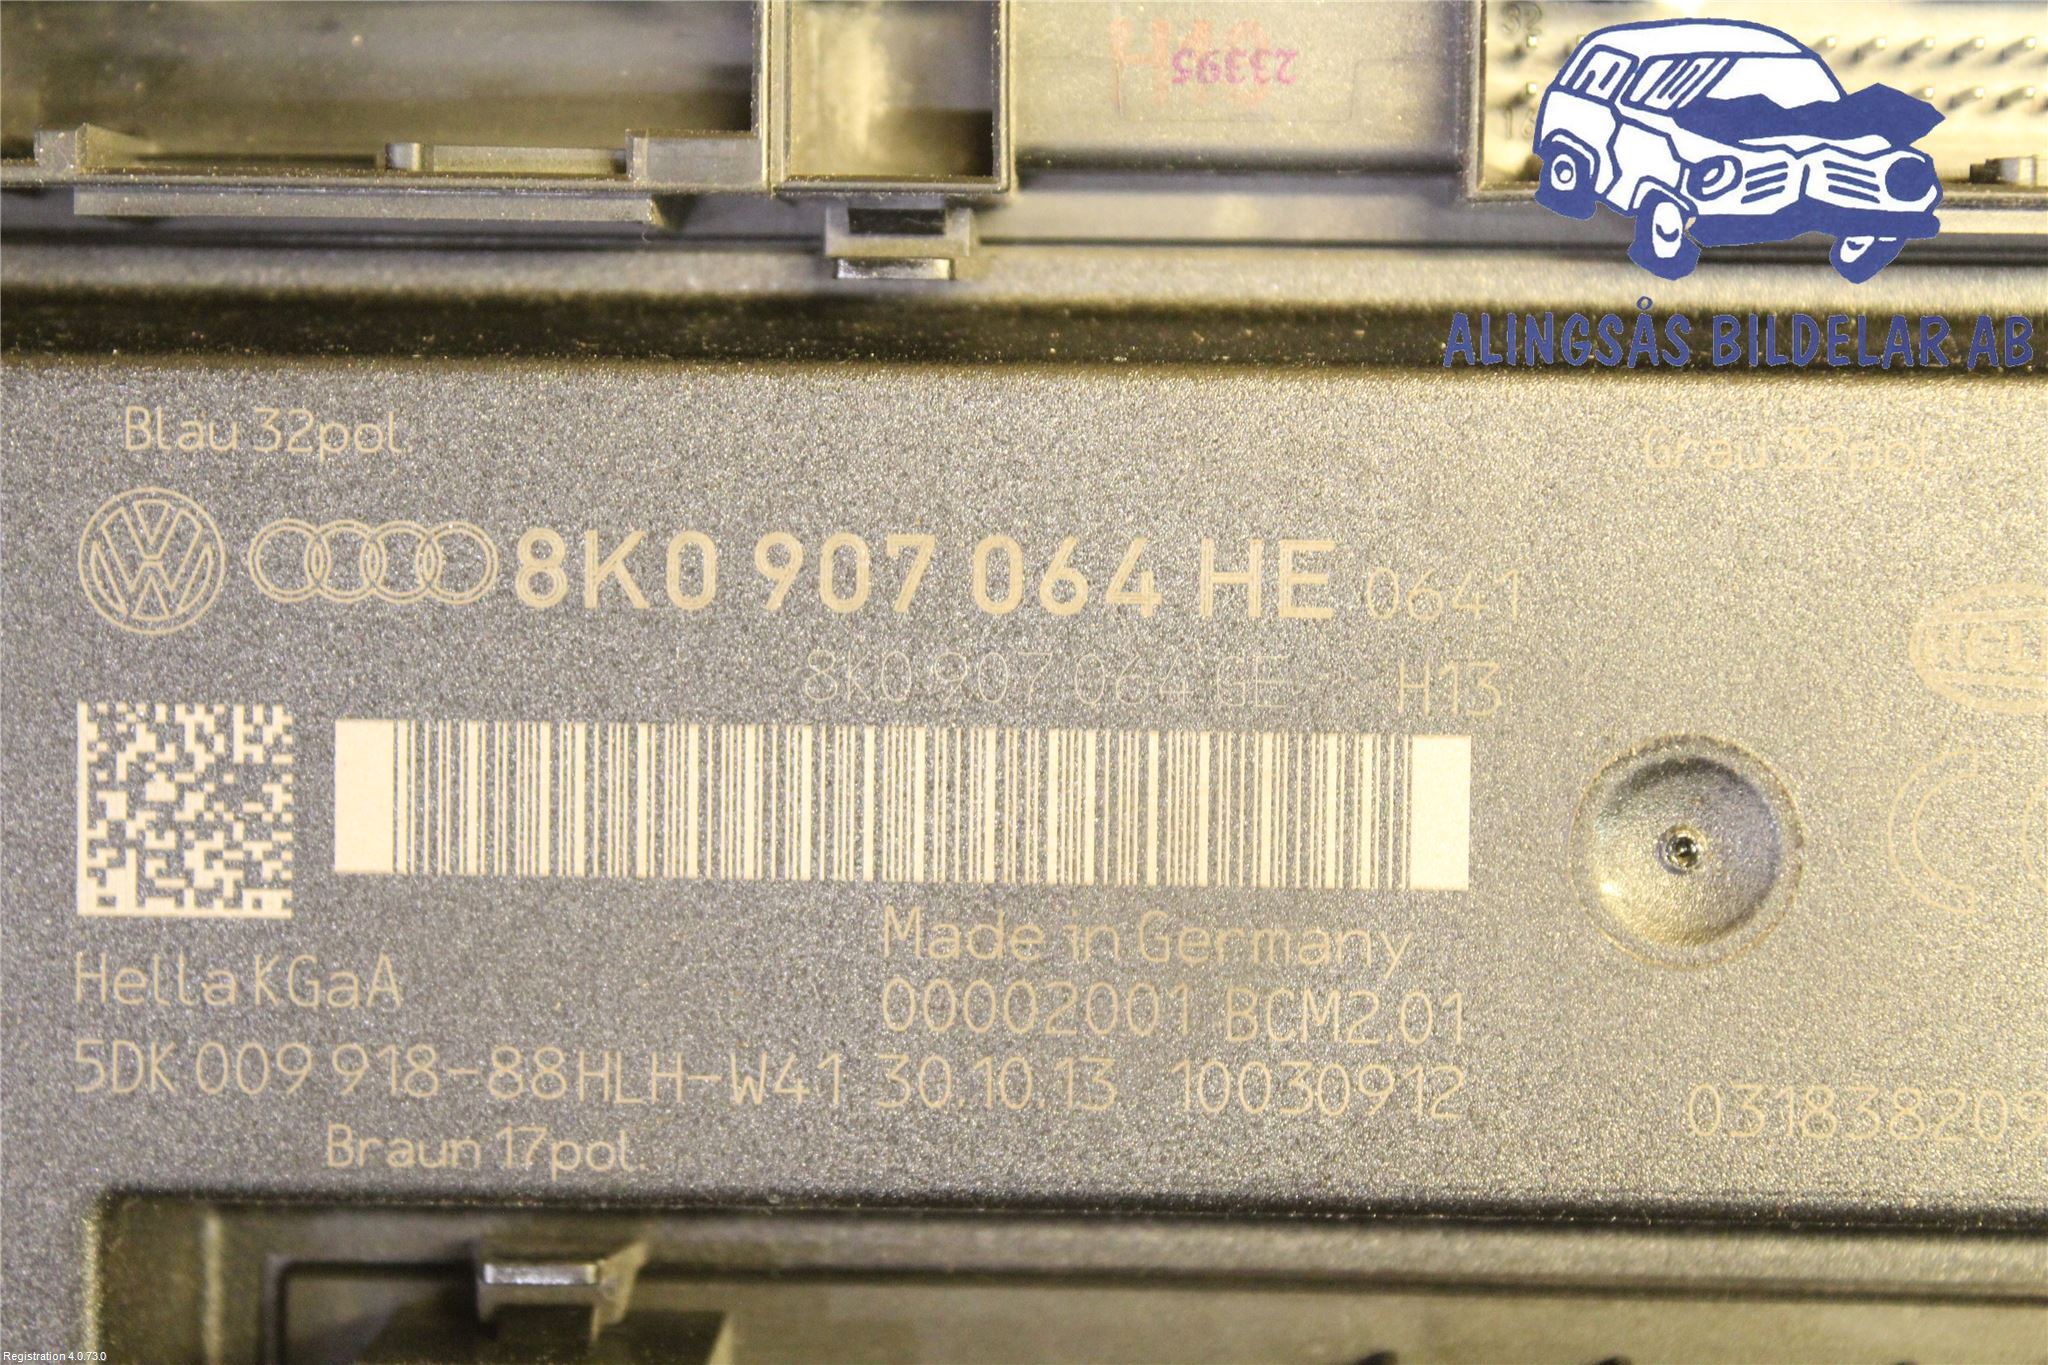 23395
32
ALINGSÅS BILDELAR AB
Blau 32pol.
Grau 32pol.
8K0 907 064 HE 0641
8K0 907 064 GE H13
Made in Germany
Hella KGaA
00002001 BCM2.01
5DK 009 918-88 HLH-W41 30.10.13 10030912
031838209
Braun 17pol.
Registration 4.0.73.0